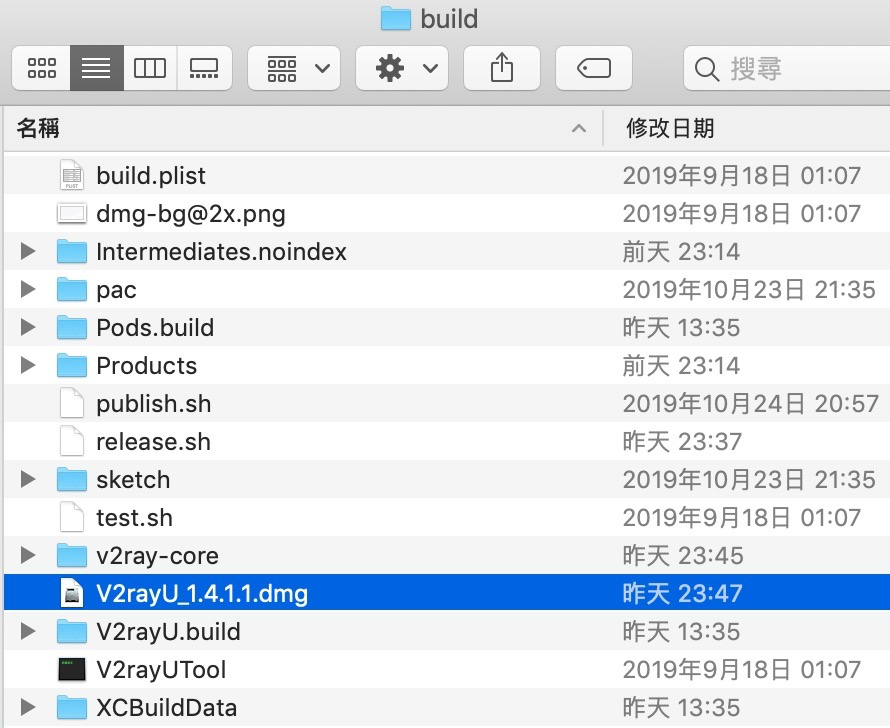 build
搜尋
名稱 修改日期
build.plist 2019年9月18日 01:07
dmg-bg@2x.png 2019年9月18日 01:07
Intermediates.noindex 前天 23:14
pac 2019年10月23日 21:35
Pods.build 昨天 13:35
Products 前天 23:14
publish.sh 2019年10月24日 20:57
release.sh 昨天 23:37
sketch 2019年10月23日 21:35
test.sh 2019年9月18日 01:07
v2ray-core 昨天 23:45
V2rayU_1.4.1.1.dmg 昨天 23:47
V2rayU.build 昨天 13:35
V2rayUTool 2019年9月18日 01:07
XCBuildData 昨天 13:35